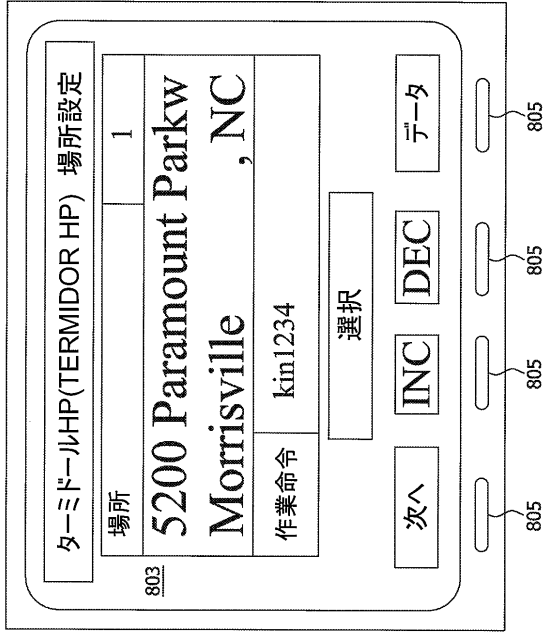 ターミドールHP(TERMIDOR HP) 場所設定
場所 1
5200 Paramount Parkw
Morrisville , NC
作業命令 kin1234
選択
次へ INC DEC データ
803
805 805 805 805